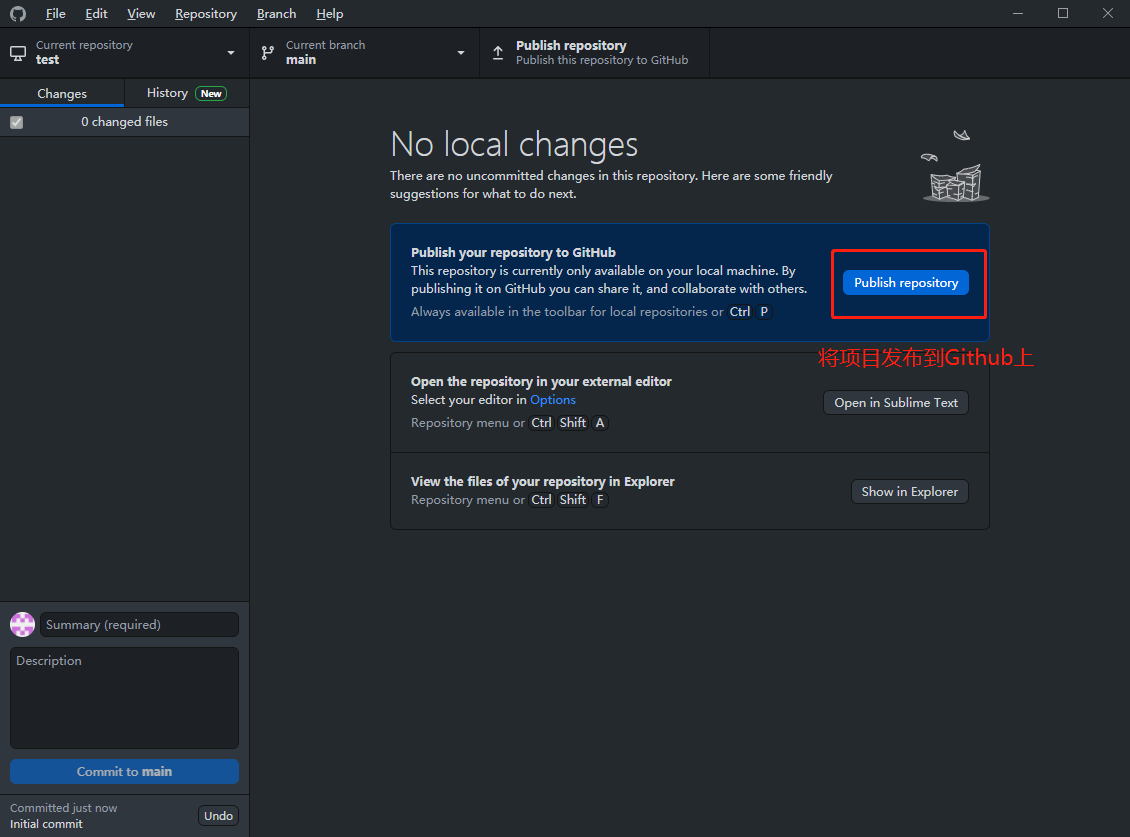 File Edit View Repository Branch Help
Current repository
test
Current branch
main
Publish repository
Publish this repository to GitHub
Changes
History New
0 changed files
No local changes
There are no uncommitted changes in this repository. Here are some friendly
suggestions for what to do next.
Publish your repository to GitHub
This repository is currently only available on your local machine. By
publishing it on GitHub you can share it, and collaborate with others.
Always available in the toolbar for local repositories or Ctrl P
Publish repository
将项目发布到Github上
Open the repository in your external editor
Select your editor in Options
Repository menu or Ctrl Shift A
Open in Sublime Text
View the files of your repository in Explorer
Repository menu or Ctrl Shift F
Show in Explorer
Summary (required)
Description
Commit to main
Committed just now
Initial commit
Undo